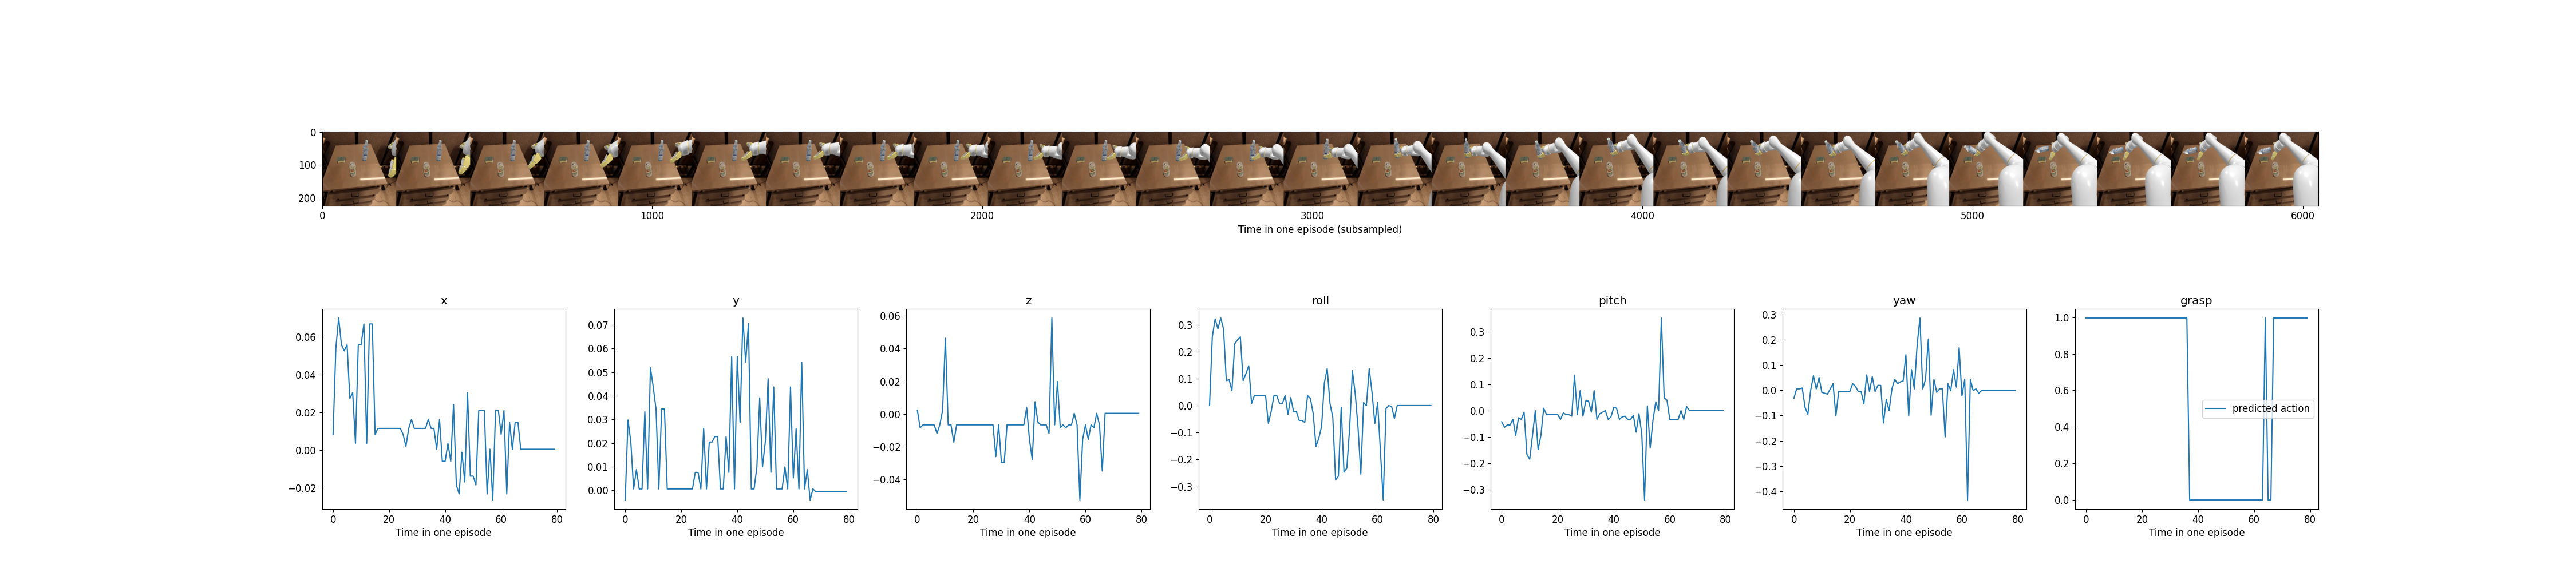 0
100
200
0 1000 2000 3000 4000 5000 6000
Time in one episode (subsampled)
x
0.06
0.04
0.02
0.00
−0.02
0 20 40 60 80
Time in one episode
y
0.07
0.06
0.05
0.04
0.03
0.02
0.01
0.00
0 20 40 60 80
Time in one episode
z
0.06
0.04
0.02
0.00
−0.02
−0.04
0 20 40 60 80
Time in one episode
roll
0.3
0.2
0.1
0.0
−0.1
−0.2
−0.3
0 20 40 60 80
Time in one episode
pitch
0.3
0.2
0.1
0.0
−0.1
−0.2
−0.3
0 20 40 60 80
Time in one episode
yaw
0.3
0.2
0.1
0.0
−0.1
−0.2
−0.3
−0.4
0 20 40 60 80
Time in one episode
grasp
1.0
0.8
0.6
0.4
0.2
0.0
predicted action
0 20 40 60 80
Time in one episode